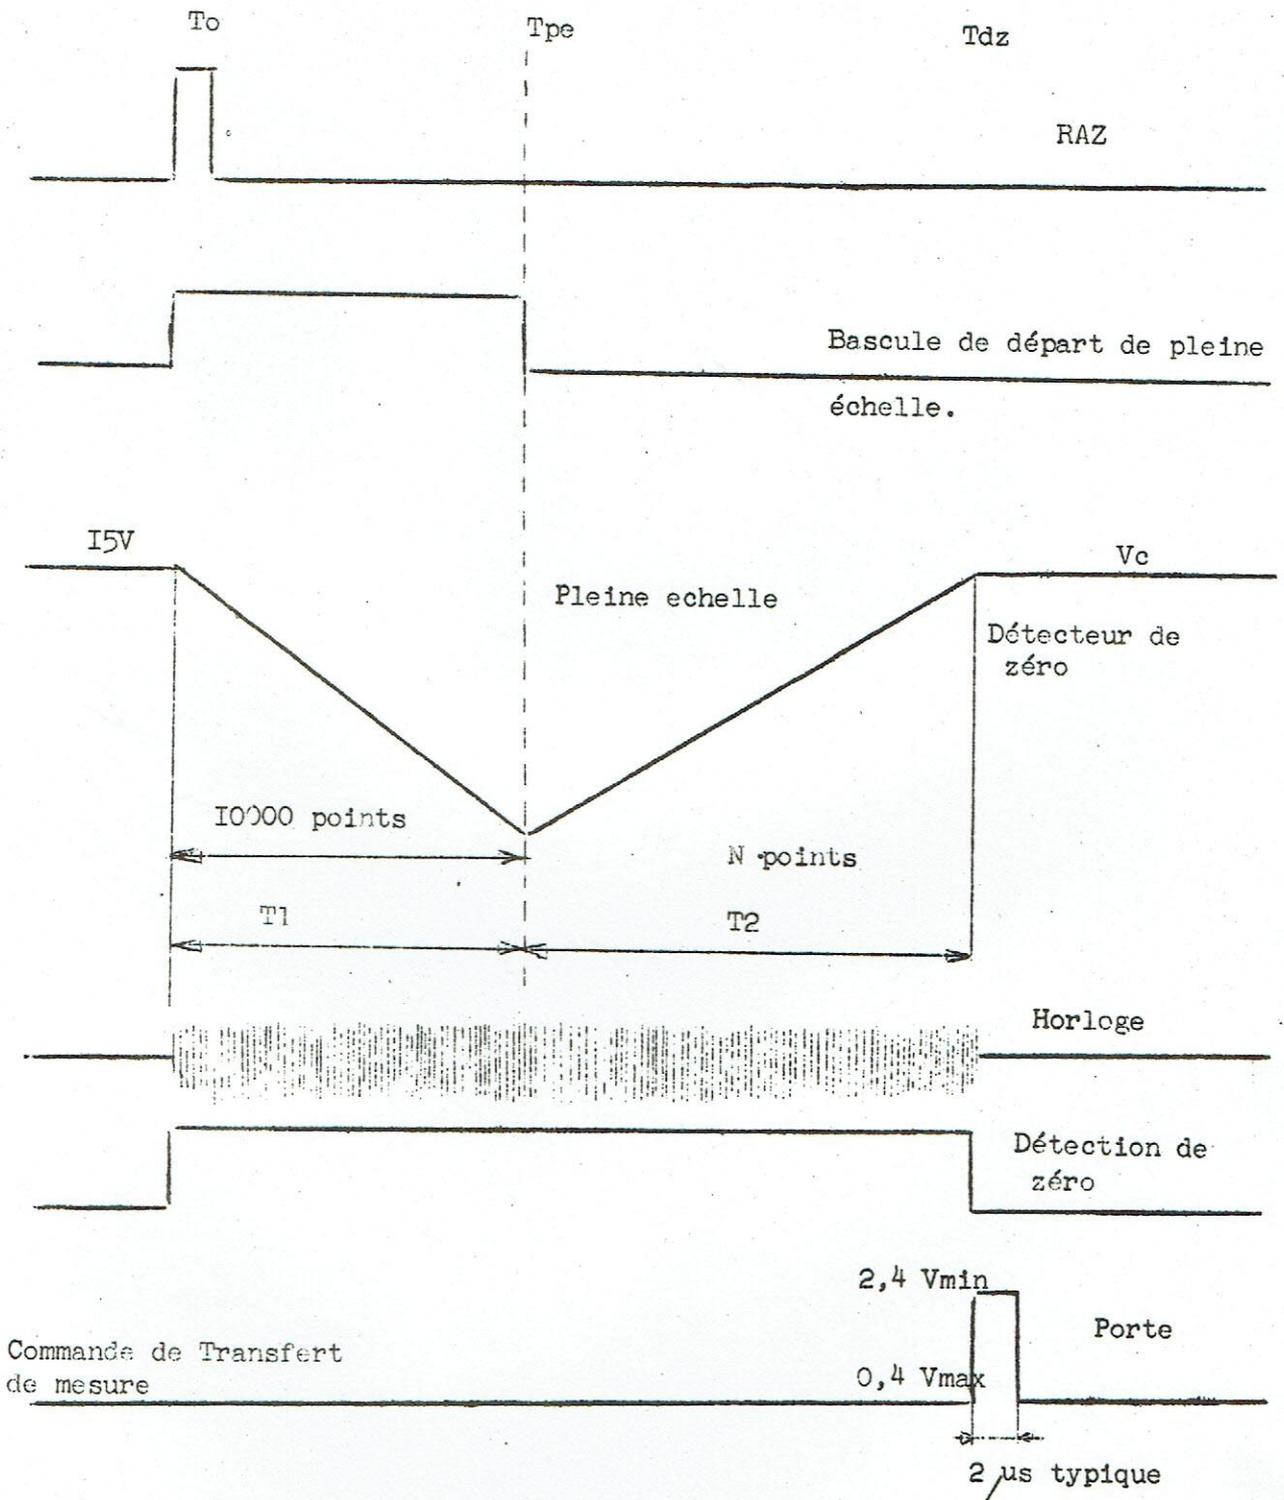 To
Tpe
Tdz
RAZ
Bascule de départ de pleine
échelle.
I5V
Vc
Pleine echelle
Détecteur de
zéro
I0000 points
N points
T1
T2
Horloge
Détection de
zéro
2,4 Vmin
Porte
Commande de Transfert
de mesure
0,4 Vmax
2 µs typique